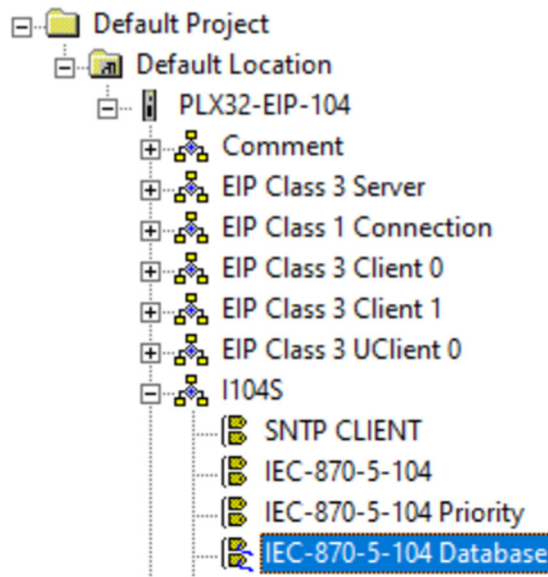 Default Project
Default Location
PLX32-EIP-104
Comment
EIP Class 3 Server
EIP Class 1 Connection
EIP Class 3 Client 0
EIP Class 3 Client 1
EIP Class 3 UClient 0
I104S
SNTP CLIENT
IEC-870-5-104
IEC-870-5-104 Priority
IEC-870-5-104 Database